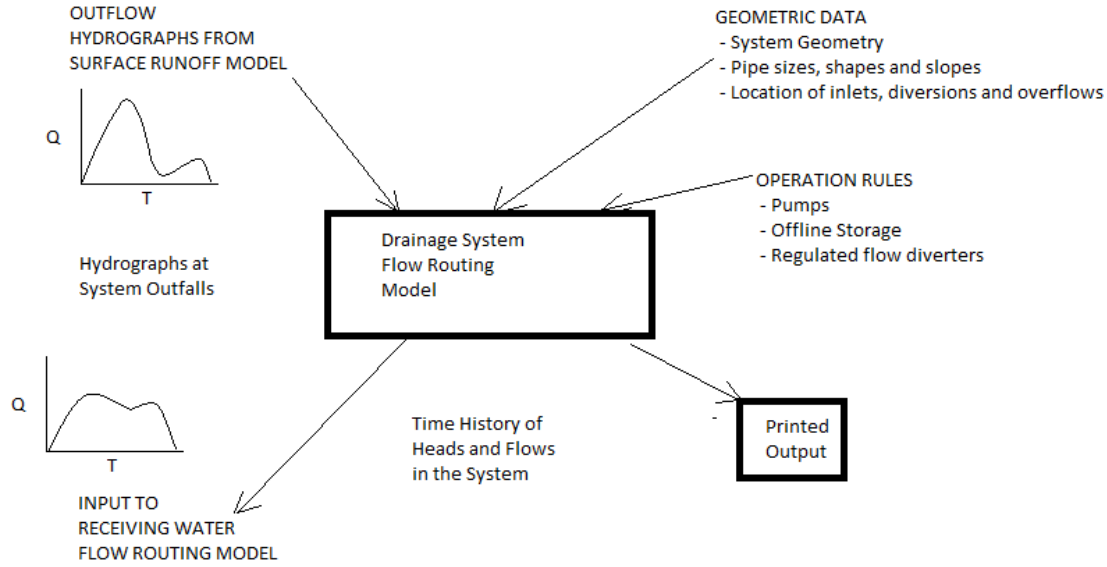 OUTFLOW
HYDROGRAPHS FROM
SURFACE RUNOFF MODEL
GEOMETRIC DATA
- System Geometry
- Pipe sizes, shapes and slopes
- Location of inlets, diversions and overflows
Q
T
OPERATION RULES
- Pumps
- Offline Storage
- Regulated flow diverters
Drainage System
Flow Routing
Model
Hydrographs at
System Outfalls
Q
T
Time History of
Heads and Flows
in the System
Printed
Output
INPUT TO
RECEIVING WATER
FLOW ROUTING MODEL